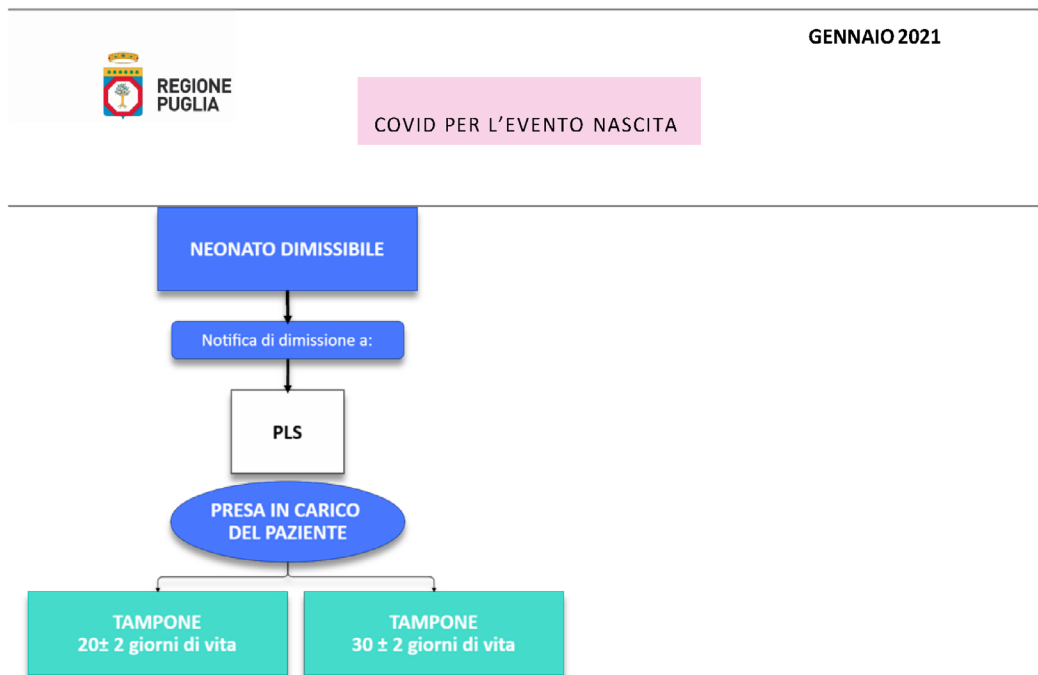 GENNAIO 2021
REGIONE
PUGLIA
COVID PER L'EVENTO NASCITA
NEONATO DIMISSIBILE
Notifica di dimissione a:
PLS
PRESA IN CARICO
DEL PAZIENTE
TAMPONE
20± 2 giorni di vita
TAMPONE
30 ± 2 giorni di vita